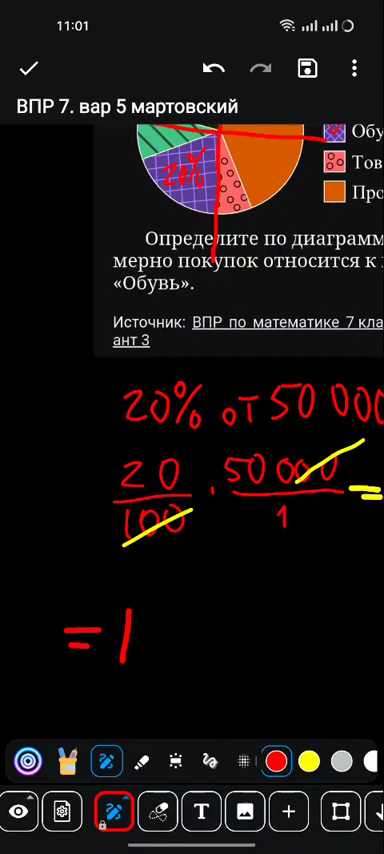 11:01
ВПР 7. вар 5 мартовский
20%
Обу
Тов
Про
Определите по диаграмм
мерно покупок относится к
«Обувь».
Источник: ВПР по математике 7 кла
ант 3
20% от 50 000
20 50 000
100 · 1 =
= 1
T